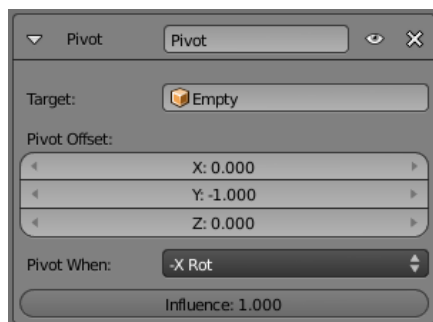 Pivot Pivot
Target: Empty
Pivot Offset:
X: 0.000
Y: -1.000
Z: 0.000
Pivot When: -X Rot
Influence: 1.000